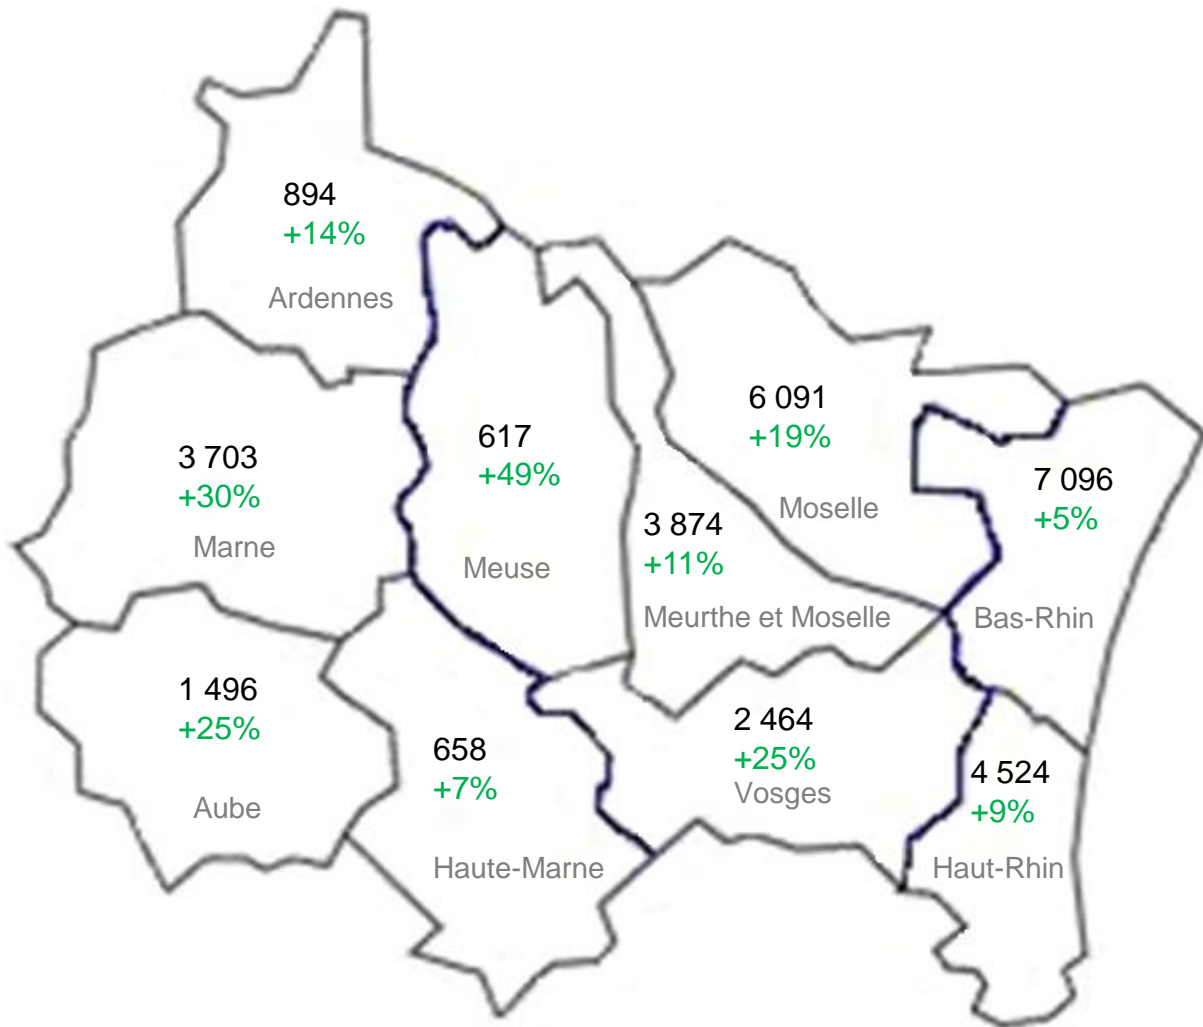 894
+14%
Ardennes
6 091
+19%
Moselle
617
+49%
Meuse
3 703
+30%
Marne
7 096
+5%
Bas-Rhin
3 874
+11%
Meurthe et Moselle
1 496
+25%
Aube
658
+7%
Haute-Marne
2 464
+25%
Vosges
4 524
+9%
Haut-Rhin